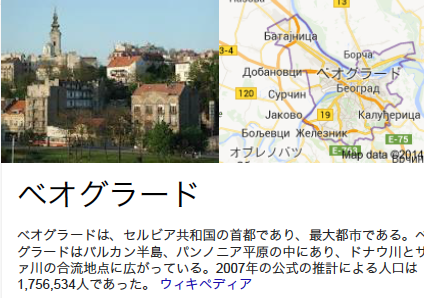 Батајница
3-4
Борча
Добановци
ベオグラード
120
Београд
Сурчин
19
Јаково
Калуђерица
Бољевци
Железник
E-75
オブレノバツ
Map data ©2014
ベオグラード
ベオグラードは、セルビア共和国の首都であり、最大都市である。ベ
グラードはバルカン半島、パンノニア平原の中にあり、ドナウ川とサ
ァ川の合流地点に広がっている。2007年の公式の推計による人口は
1,756,534人であった。 ウィキペディア